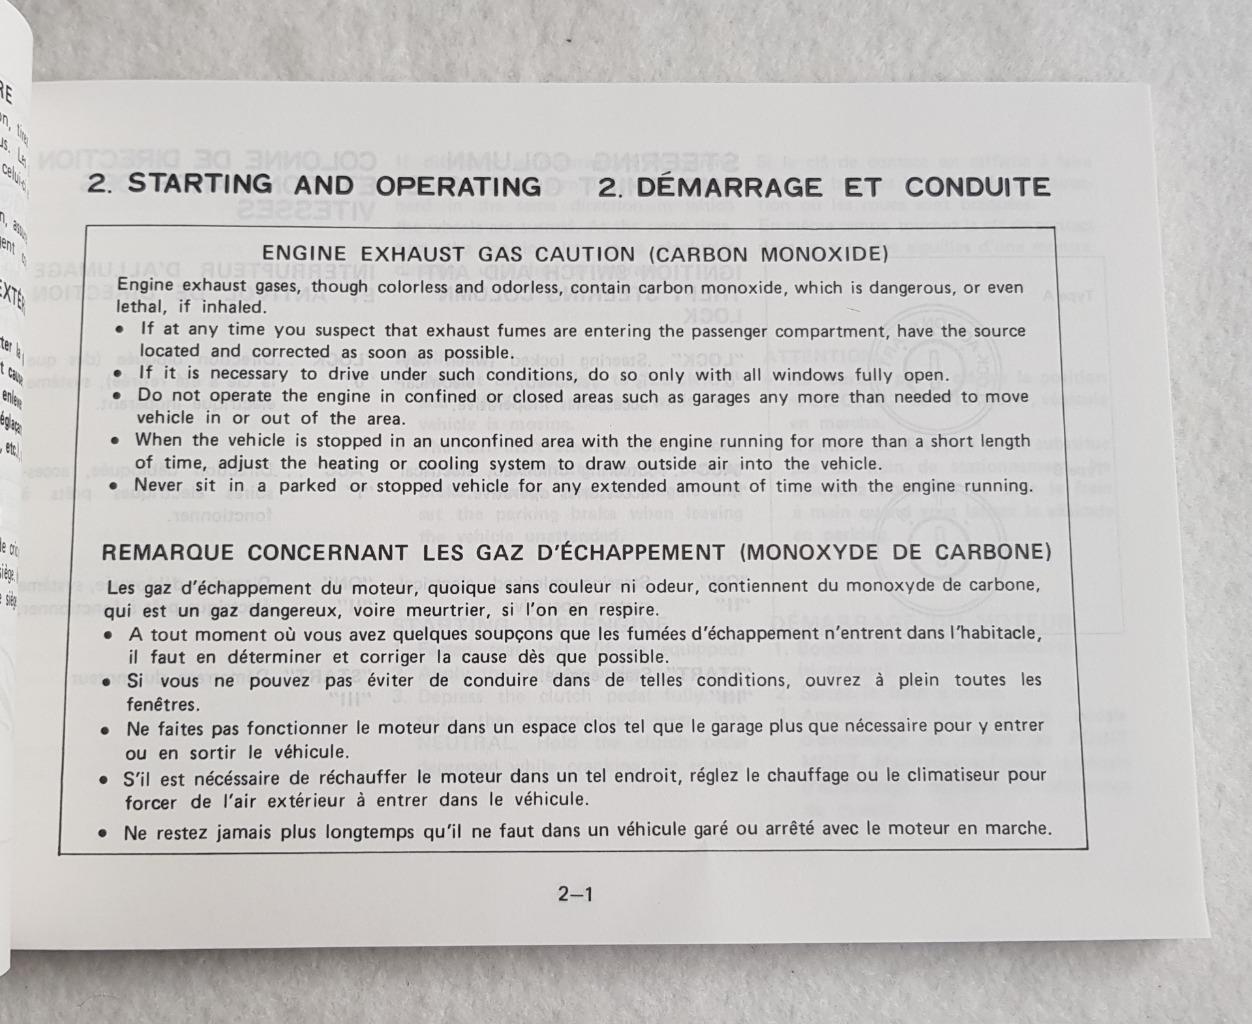 2. STARTING AND OPERATING
2. DÉMARRAGE ET CONDUITE
ENGINE EXHAUST GAS CAUTION (CARBON MONOXIDE)
Engine exhaust gases, though colorless and odorless, contain carbon monoxide, which is dangerous, or even
lethal, if inhaled.
● If at any time you suspect that exhaust fumes are entering the passenger compartment, have the source
located and corrected as soon as possible.
● If it is necessary to drive under such conditions, do so only with all windows fully open.
● Do not operate the engine in confined or closed areas such as garages any more than needed to move
vehicle in or out of the area.
● When the vehicle is stopped in an unconfined area with the engine running for more than a short length
of time, adjust the heating or cooling system to draw outside air into the vehicle.
● Never sit in a parked or stopped vehicle for any extended amount of time with the engine running.
REMARQUE CONCERNANT LES GAZ D'ÉCHAPPEMENT (MONOXYDE DE CARBONE)
Les gaz d'échappement du moteur, quoique sans couleur ni odeur, contiennent du monoxyde de carbone,
qui est un gaz dangereux, voire meurtrier, si l'on en respire.
● A tout moment où vous avez quelques soupçons que les fumées d'échappement n'entrent dans l'habitacle,
il faut en déterminer et corriger la cause dès que possible.
● Si vous ne pouvez pas éviter de conduire dans de telles conditions, ouvrez à plein toutes les
fenêtres.
● Ne faites pas fonctionner le moteur dans un espace clos tel que le garage plus que nécessaire pour y entrer
ou en sortir le véhicule.
● S'il est nécéssaire de réchauffer le moteur dans un tel endroit, réglez le chauffage ou le climatiseur pour
forcer de l'air extérieur à entrer dans le véhicule.
● Ne restez jamais plus longtemps qu'il ne faut dans un véhicule garé ou arrêté avec le moteur en marche.
2–1